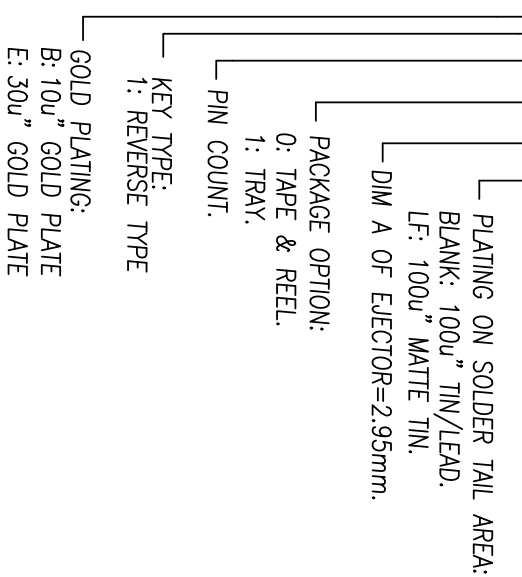 PLATING ON SOLDER TAIL AREA:
BLANK: 100u" TIN/LEAD.
LF: 100u" MATTE TIN.
DIM A OF EJECTOR=2.95mm.
PACKAGE OPTION:
0: TAPE & REEL.
1: TRAY.
PIN COUNT.
KEY TYPE:
1: REVERSE TYPE
GOLD PLATING:
B: 10u" GOLD PLATE
E: 30u" GOLD PLATE